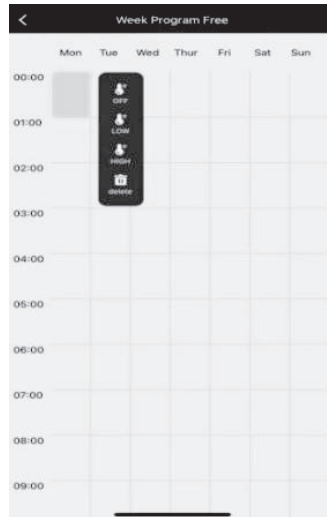 Week Program Free
Mon Tue Wed Thur Fri Sat Sun
00:00
OFF
01:00
LOW
HIGH
02:00
delete
03:00
04:00
05:00
06:00
07:00
08:00
09:00